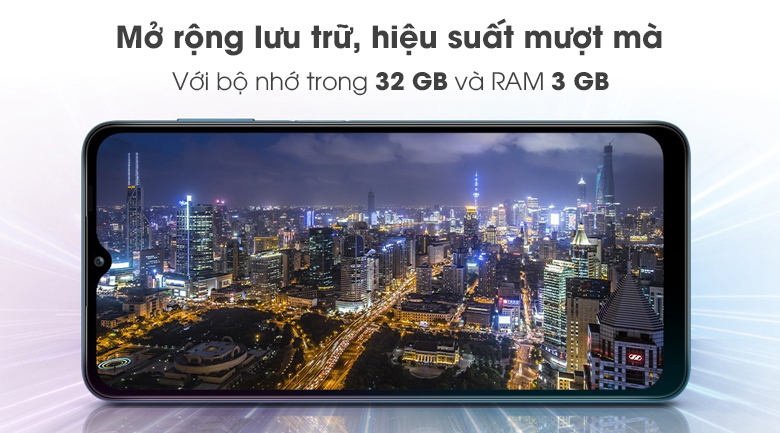 Mở rộng lưu trữ, hiệu suất mượt mà
Với bộ nhớ trong 32 GB và RAM 3 GB